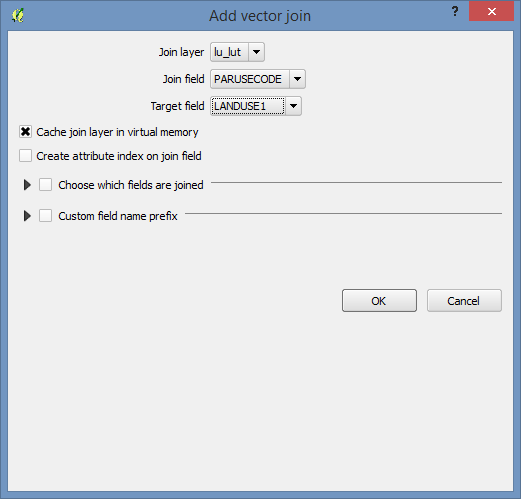 Add vector join
?
Join layer lu_lut
Join field PARUSECODE
Target field LANDUSE1
Cache join layer in virtual memory
Create attribute index on join field
Choose which fields are joined
Custom field name prefix
OK Cancel